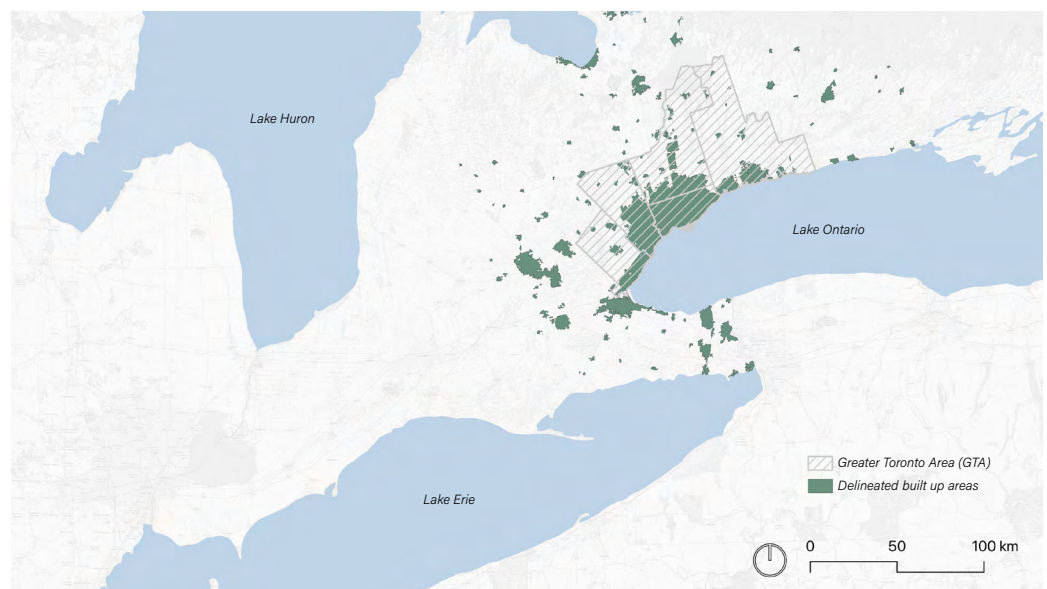 Lake Huron
Lake Ontario
Lake Erie
Greater Toronto Area (GTA)
Delineated built up areas
0 50 100 km